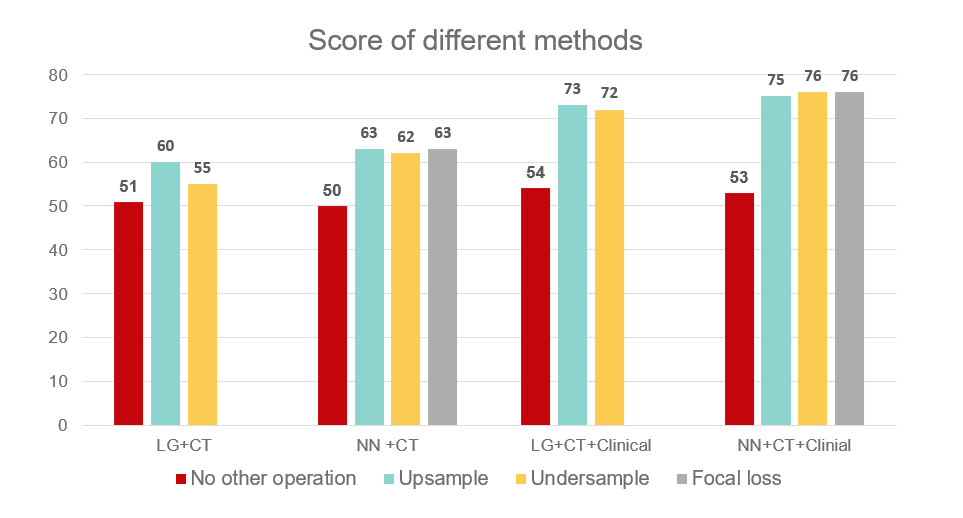 Score of different methods
80
70
60
50
40
30
20
10
0
51
60
55
50
63
62
63
54
73
72
53
75
76
76
LG+CT
NN +CT
LG+CT+Clinical
NN+CT+Clinial
No other operation
Upsample
Undersample
Focal loss